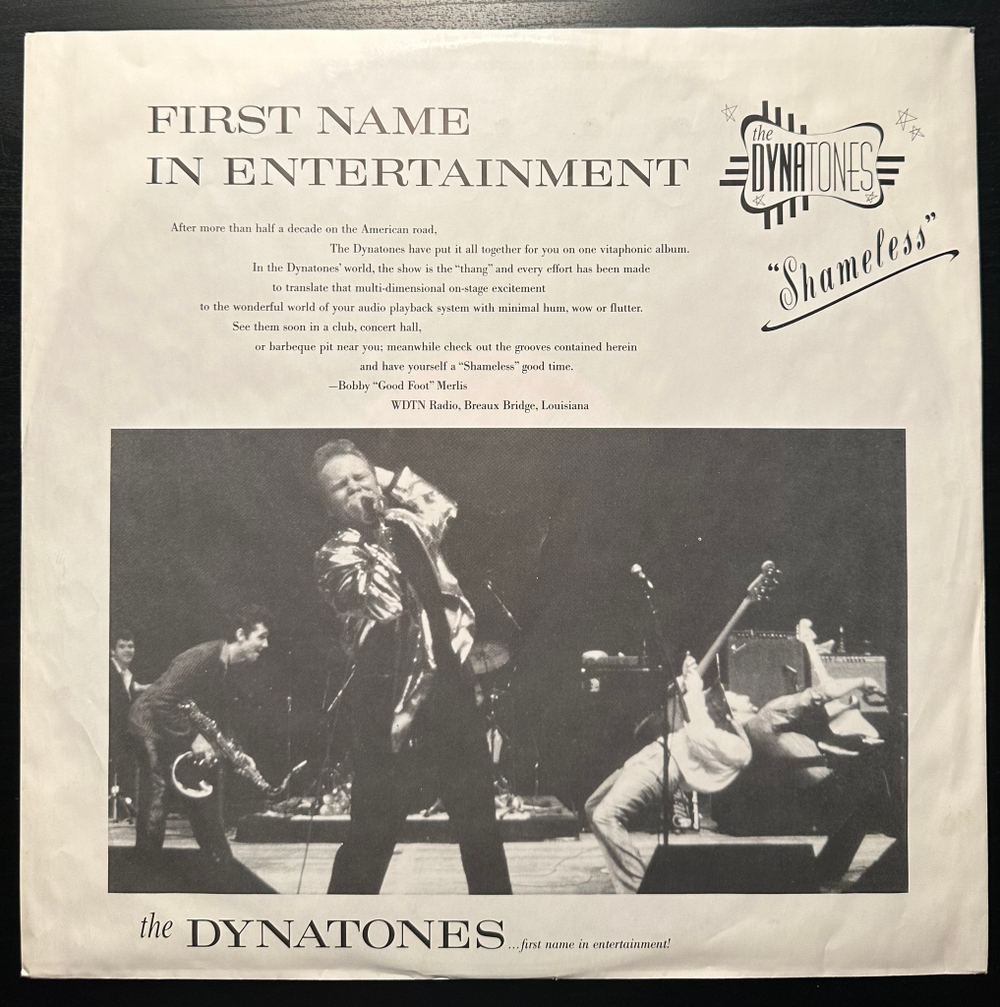 FIRST NAME
IN ENTERTAINMENT
the
DYNATONES
"Shameless"
After more than half a decade on the American road,
The Dynatones have put it all together for you on one vitaphonic album.
In the Dynatones' world, the show is the "thang" and every effort has been made
to translate that multi-dimensional on-stage excitement
to the wonderful world of your audio playback system with minimal hum, wow or flutter.
See them soon in a club, concert hall,
or barbeque pit near you; meanwhile check out the grooves contained herein
and have yourself a "Shameless" good time.
—Bobby "Good Foot" Merlis
WDTN Radio, Breaux Bridge, Louisiana
the DYNATONES...first name in entertainment!